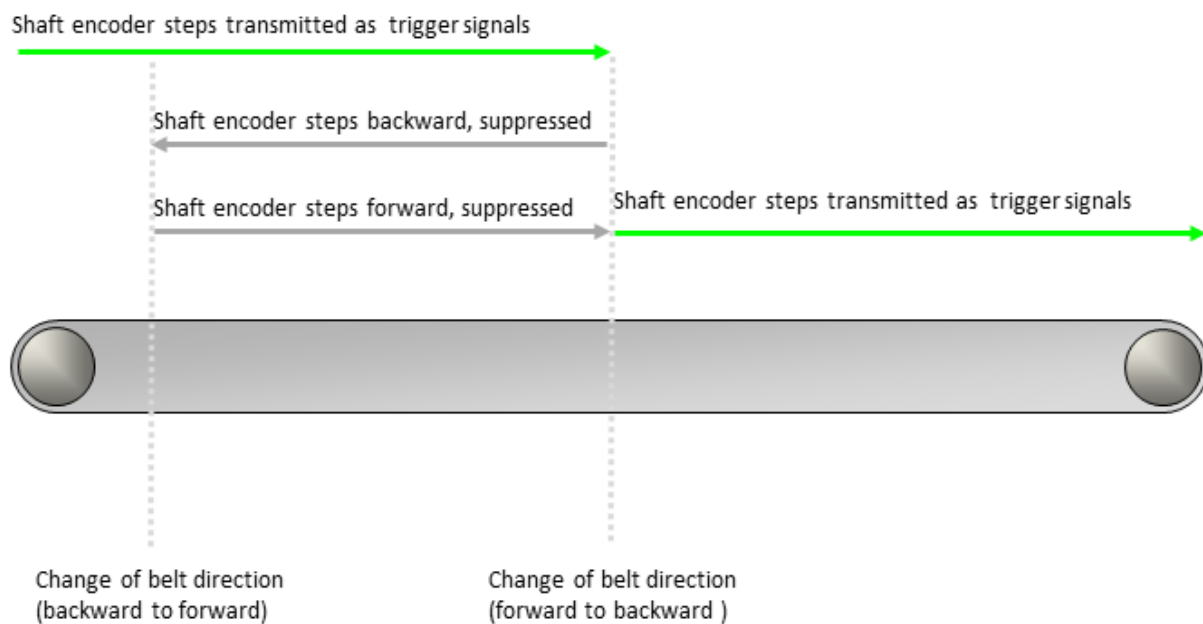 Shaft encoder steps transmitted as trigger signals
Shaft encoder steps backward, suppressed
Shaft encoder steps forward, suppressed
Shaft encoder steps transmitted as trigger signals
Change of belt direction
(backward to forward)
Change of belt direction
(forward to backward )